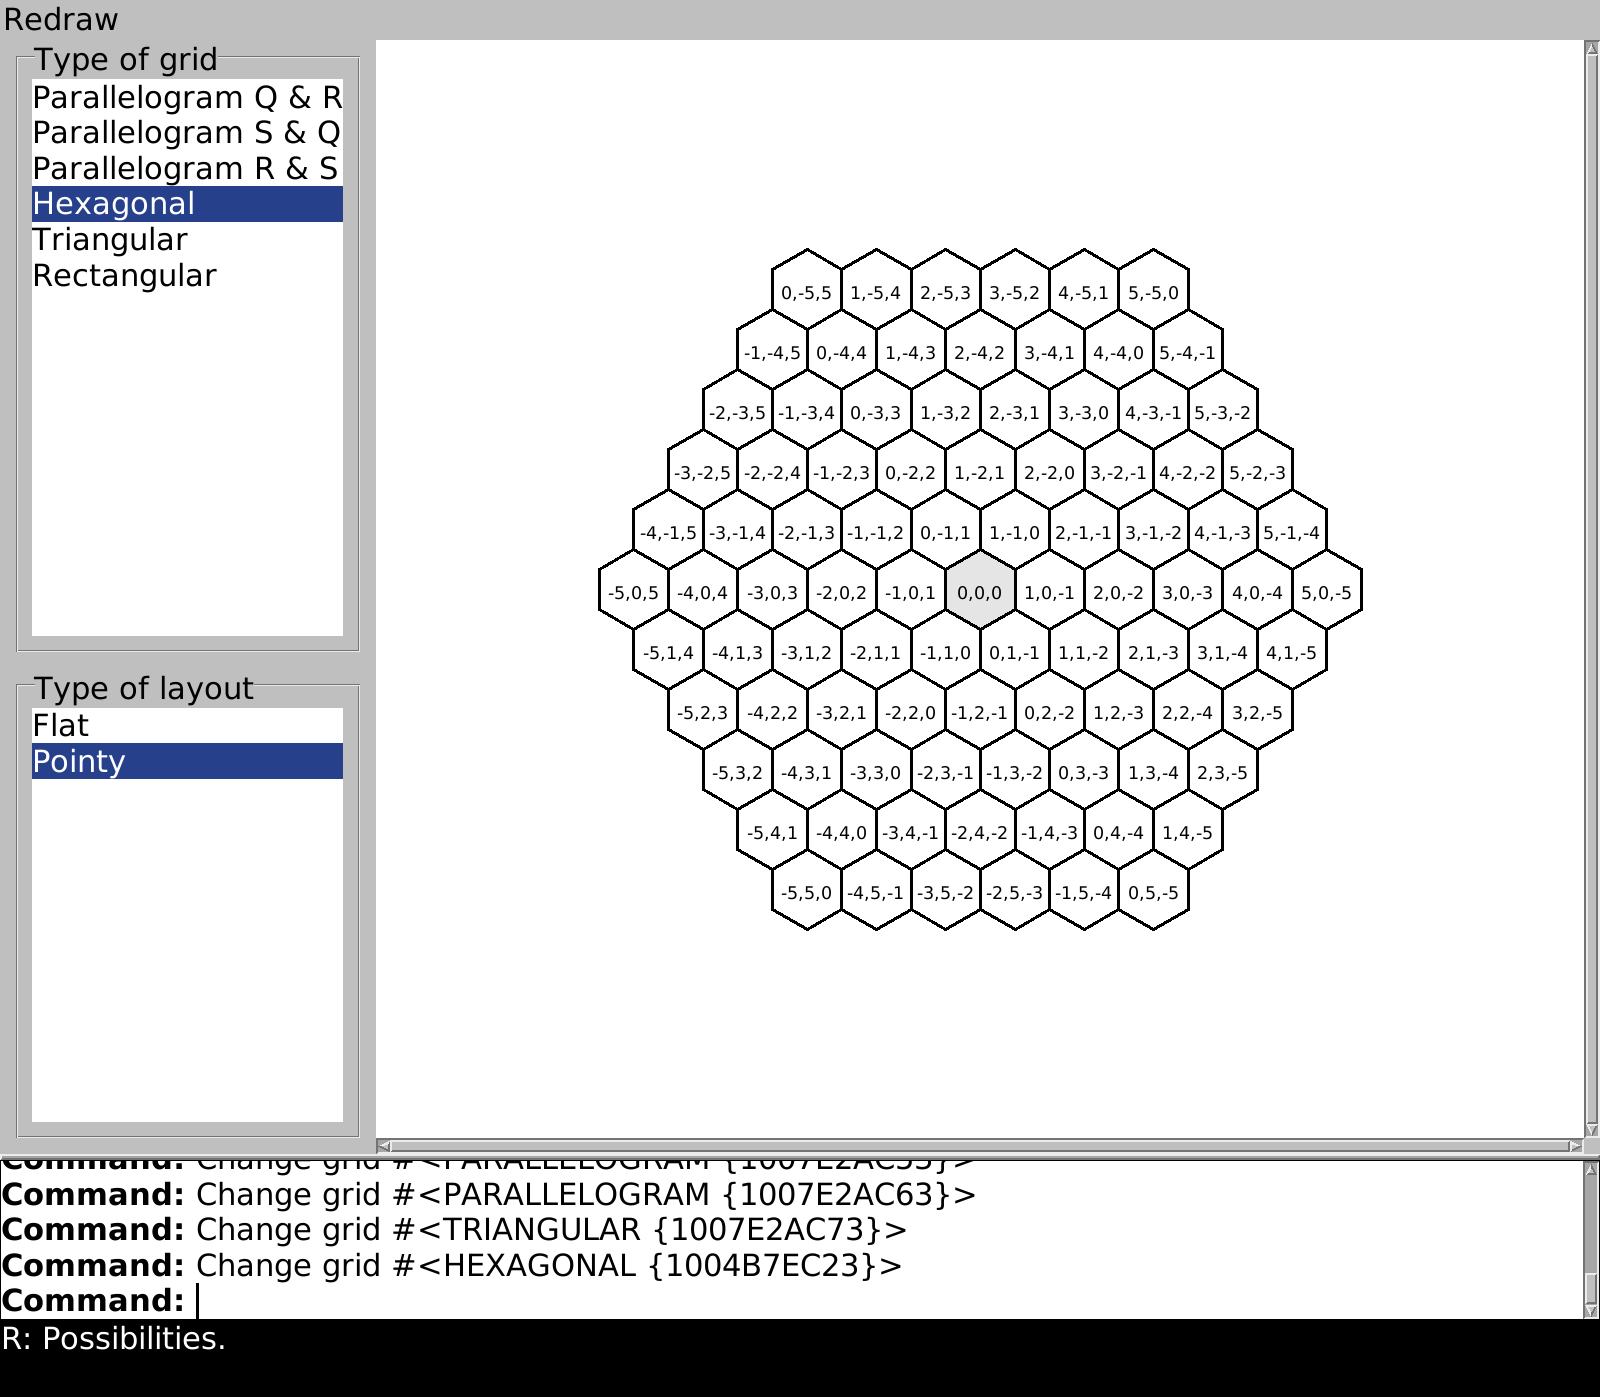 Redraw
Type of grid
Parallelogram Q & R
Parallelogram S & Q
Parallelogram R & S
Hexagonal
Triangular
Rectangular
Type of layout
Flat
Pointy
0,-5,5 1,-5,4 2,-5,3 3,-5,2 4,-5,1 5,-5,0
-1,-4,5 0,-4,4 1,-4,3 2,-4,2 3,-4,1 4,-4,0 5,-4,-1
-2,-3,5 -1,-3,4 0,-3,3 1,-3,2 2,-3,1 3,-3,0 4,-3,-1 5,-3,-2
-3,-2,5 -2,-2,4 -1,-2,3 0,-2,2 1,-2,1 2,-2,0 3,-2,-1 4,-2,-2 5,-2,-3
-4,-1,5 -3,-1,4 -2,-1,3 -1,-1,2 0,-1,1 1,-1,0 2,-1,-1 3,-1,-2 4,-1,-3 5,-1,-4
-5,0,5 -4,0,4 -3,0,3 -2,0,2 -1,0,1 0,0,0 1,0,-1 2,0,-2 3,0,-3 4,0,-4 5,0,-5
-5,1,4 -4,1,3 -3,1,2 -2,1,1 -1,1,0 0,1,-1 1,1,-2 2,1,-3 3,1,-4 4,1,-5
-5,2,3 -4,2,2 -3,2,1 -2,2,0 -1,2,-1 0,2,-2 1,2,-3 2,2,-4 3,2,-5
-5,3,2 -4,3,1 -3,3,0 -2,3,-1 -1,3,-2 0,3,-3 1,3,-4 2,3,-5
-5,4,1 -4,4,0 -3,4,-1 -2,4,-2 -1,4,-3 0,4,-4 1,4,-5
-5,5,0 -4,5,-1 -3,5,-2 -2,5,-3 -1,5,-4 0,5,-5
Command: Change grid #<PARALLELOGRAM
Command: Change grid #<PARALLELOGRAM {1007E2AC63}>
Command: Change grid #<TRIANGULAR {1007E2AC73}>
Command: Change grid #<HEXAGONAL {1004B7EC23}>
Command:
R: Possibilities.